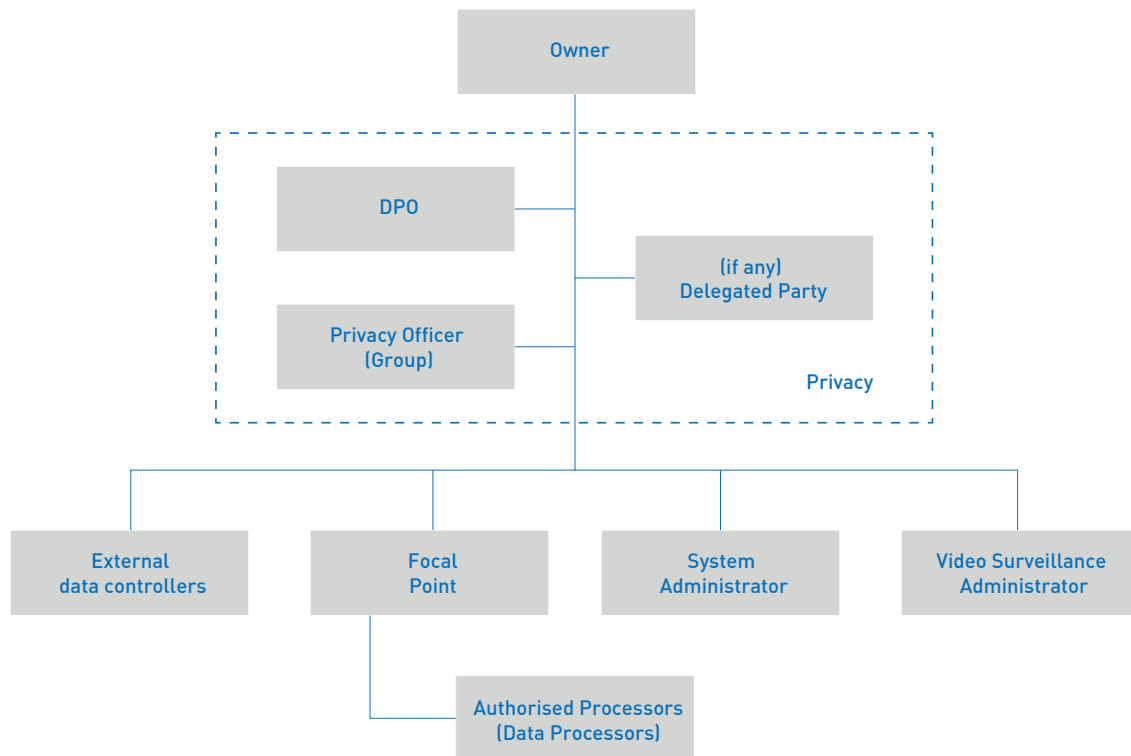 Owner
DPO
(if any)
Delegated Party
Privacy Officer
(Group)
Privacy
External
data controllers
Focal
Point
System
Administrator
Video Surveillance
Administrator
Authorised Processors
(Data Processors)